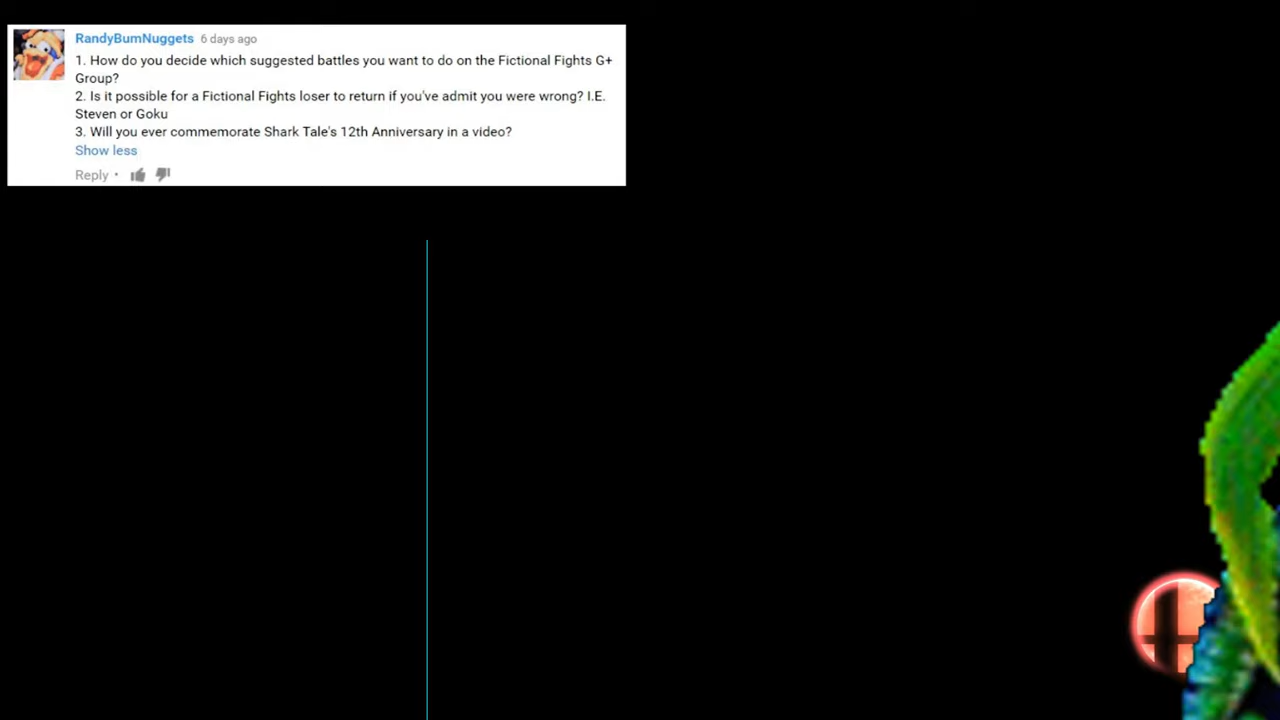 RandyBumNuggets 6 days ago
1. How do you decide which suggested battles you want to do on the Fictional Fights G+
Group?
2. Is it possible for a Fictional Fights loser to return if you've admit you were wrong? I.E.
Steven or Goku
3. Will you ever commemorate Shark Tale's 12th Anniversary in a video?
Show less
Reply •